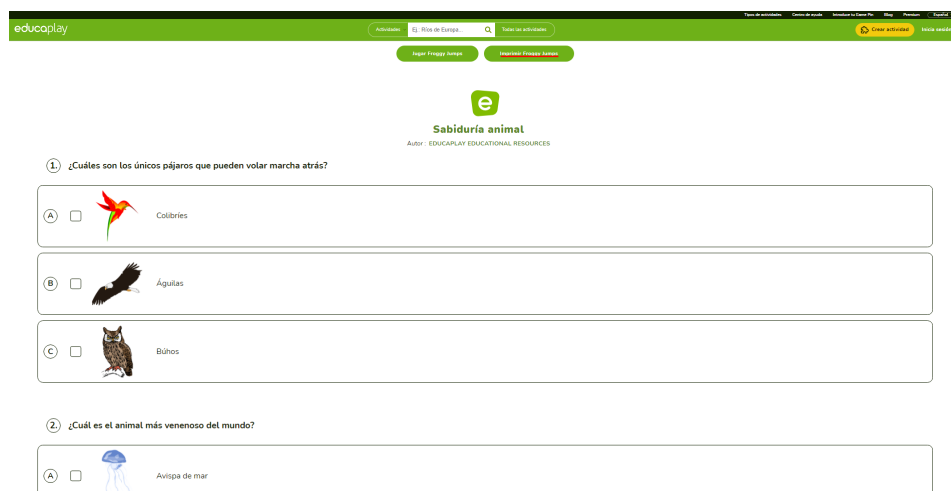 Tipos de actividades Centro de ayuda Introduce tu Game Pin Blog Premium Español
educaplay
Actividades Ej.: Ríos de Europa... Todas las actividades
Crear actividad Inicia sesión
Jugar Froggy Jumps Imprimir Froggy Jumps
e
Sabiduría animal
Autor : EDUCAPLAY EDUCATIONAL RESOURCES
1. ¿Cuáles son los únicos pájaros que pueden volar marcha atrás?
A Colibríes
B Águilas
C Búhos
2. ¿Cuál es el animal más venenoso del mundo?
A Avispa de mar